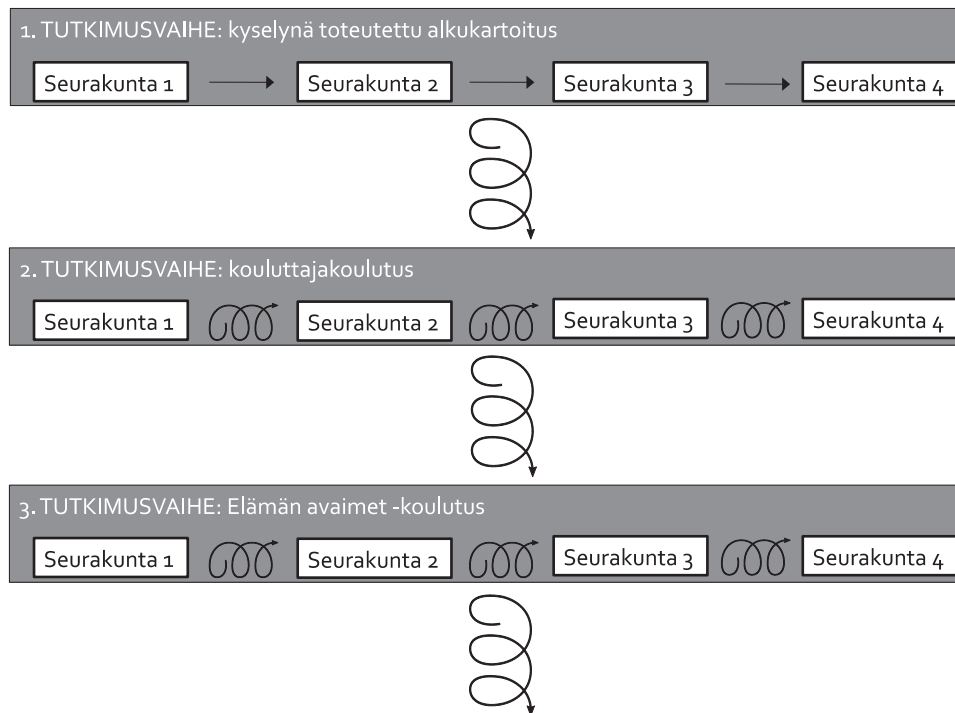 1. TUTKIMUSVAIHE: kyselynä toteutettu alkukartoitus
Seurakunta 1 Seurakunta 2 Seurakunta 3 Seurakunta 4
2. TUTKIMUSVAIHE: kouluttajakoulutus
Seurakunta 1 Seurakunta 2 Seurakunta 3 Seurakunta 4
3. TUTKIMUSVAIHE: Elämän avaimet -koulutus
Seurakunta 1 Seurakunta 2 Seurakunta 3 Seurakunta 4